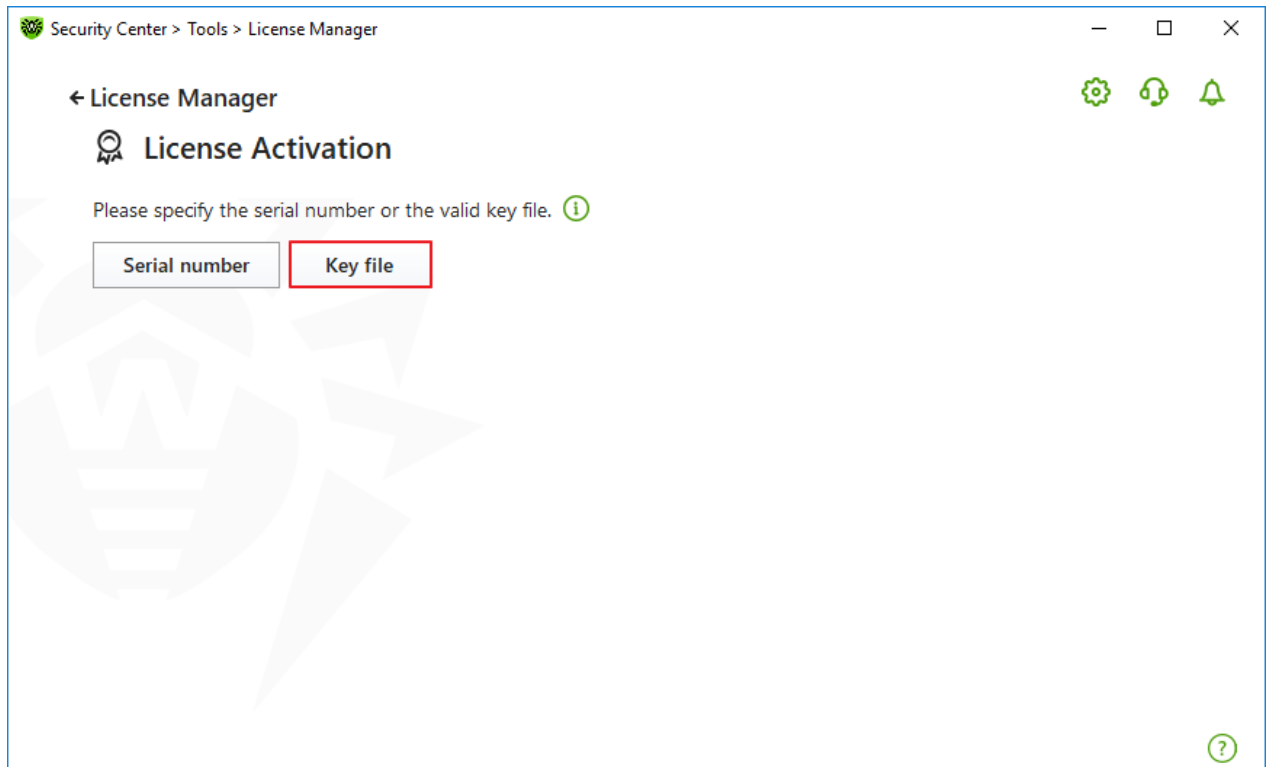 Security Center > Tools > License Manager
License Manager
License Activation
Please specify the serial number or the valid key file.
Serial number Key file